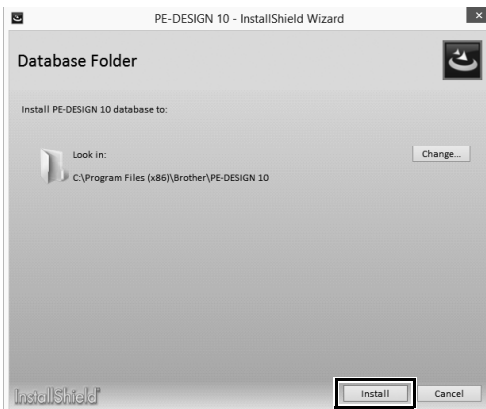 PE-DESIGN 10 - InstallShield Wizard
Database Folder
Install PE-DESIGN 10 database to:
Look in:
Change...
C:\Program Files (x86)\Brother\PE-DESIGN 10
InstallShield
Install
Cancel